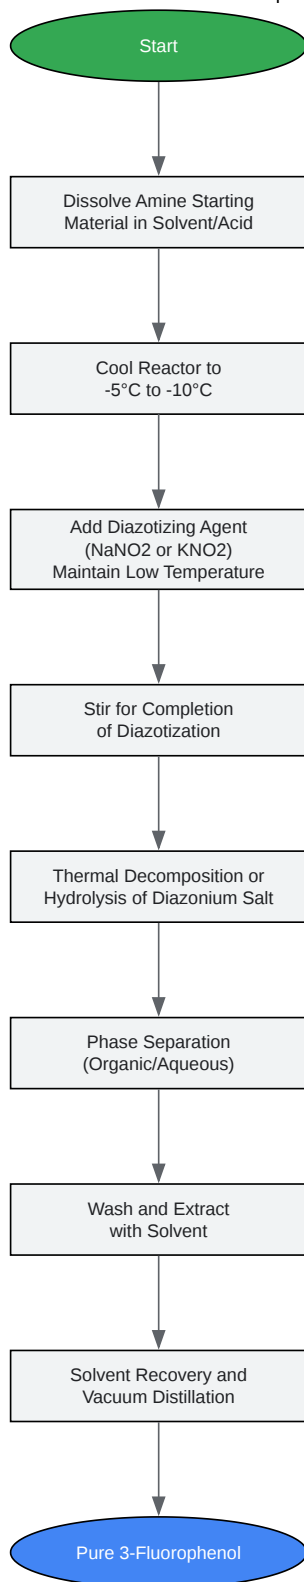 Start
Dissolve Amine Starting
Material in Solvent/Acid
Cool Reactor to
-5°C to -10°C
Add Diazotizing Agent
(NaNO2 or KNO2)
Maintain Low Temperature
Stir for Completion
of Diazotization
Thermal Decomposition or
Hydrolysis of Diazonium Salt
Phase Separation
(Organic/Aqueous)
Wash and Extract
with Solvent
Solvent Recovery and
Vacuum Distillation
Pure 3-Fluorophenol